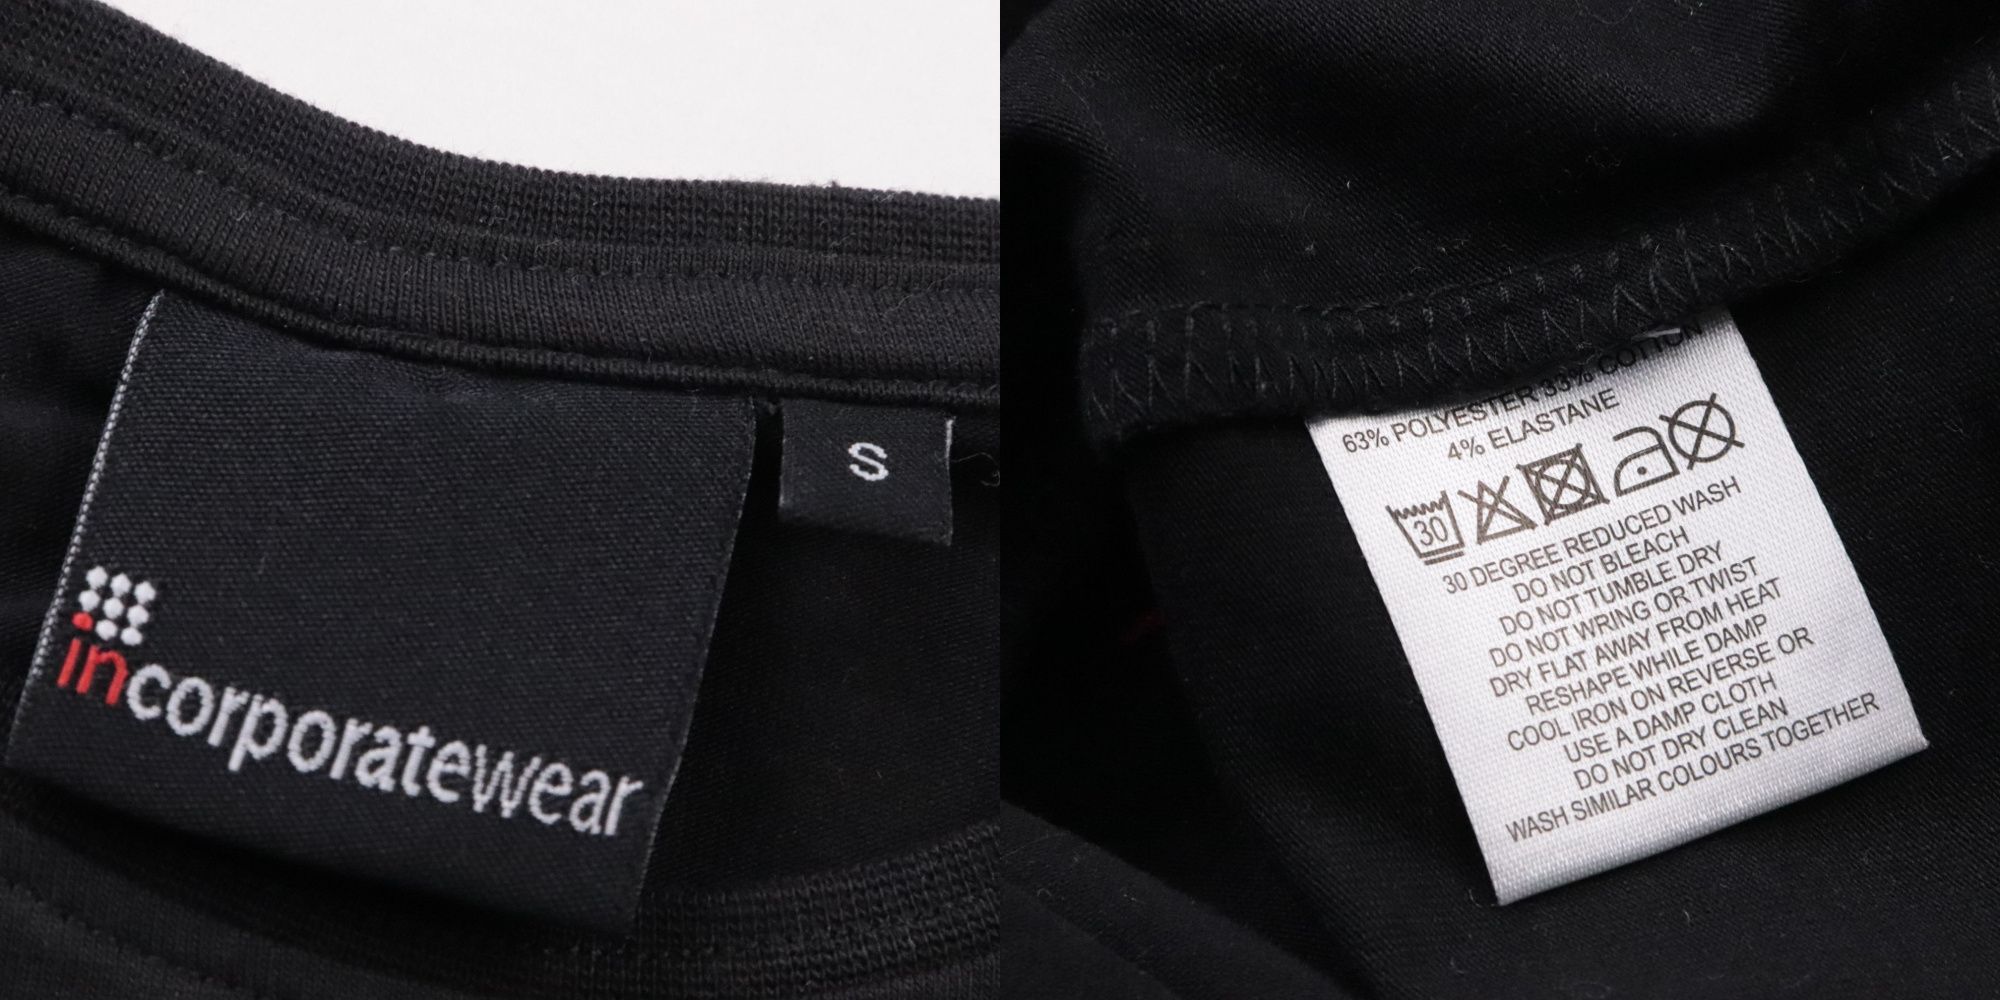 incorporatewear
S
63% POLYESTER 33% COTTON
4% ELASTANE
30
30 DEGREE REDUCED WASH
DO NOT BLEACH
DO NOT TUMBLE DRY
DO NOT WRING OR TWIST
DRY FLAT AWAY FROM HEAT
RESHAPE WHILE DAMP
COOL IRON ON REVERSE OR
USE A DAMP CLOTH
DO NOT DRY CLEAN
WASH SIMILAR COLOURS TOGETHER